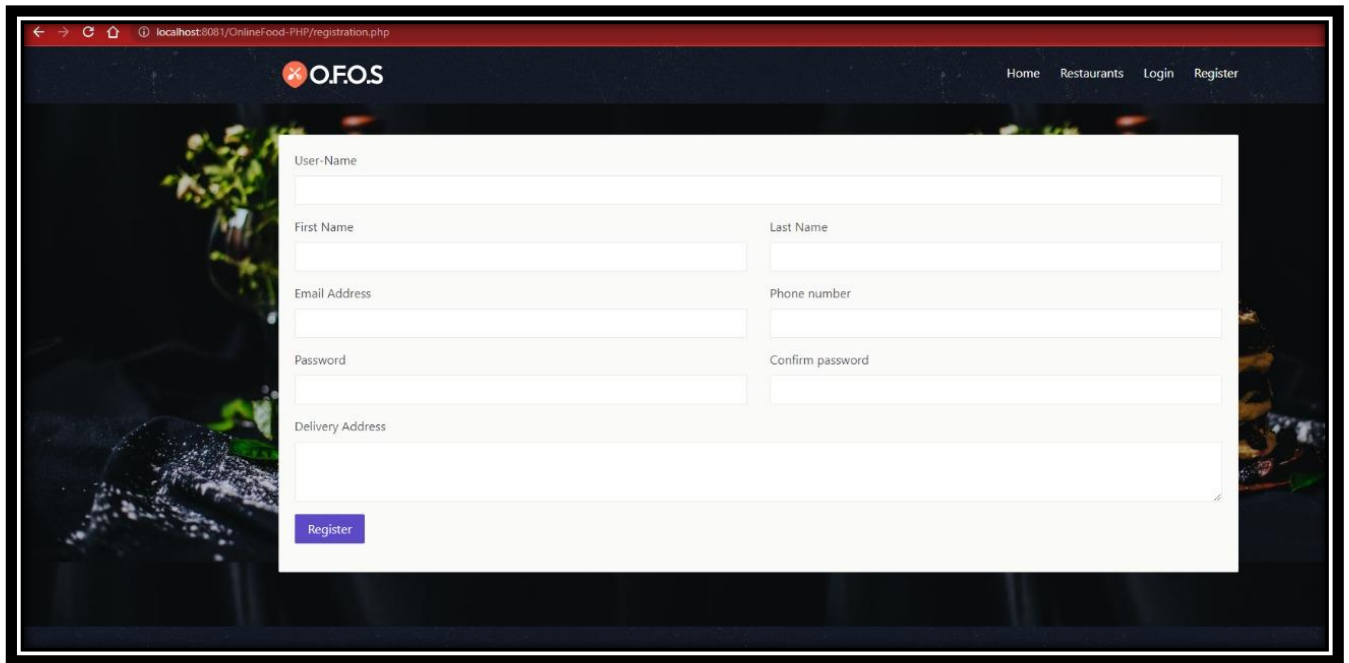 localhost:8081/OnlineFood-PHP/registration.php
O.F.O.S Home Restaurants Login Register
User-Name
First Name Last Name
Email Address Phone number
Password Confirm password
Delivery Address
Register